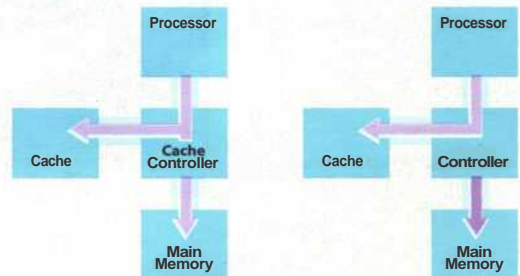 Processor
Cache
Cache
Controller
Main
Memory
Processor
Cache
Controller
Main
Memory